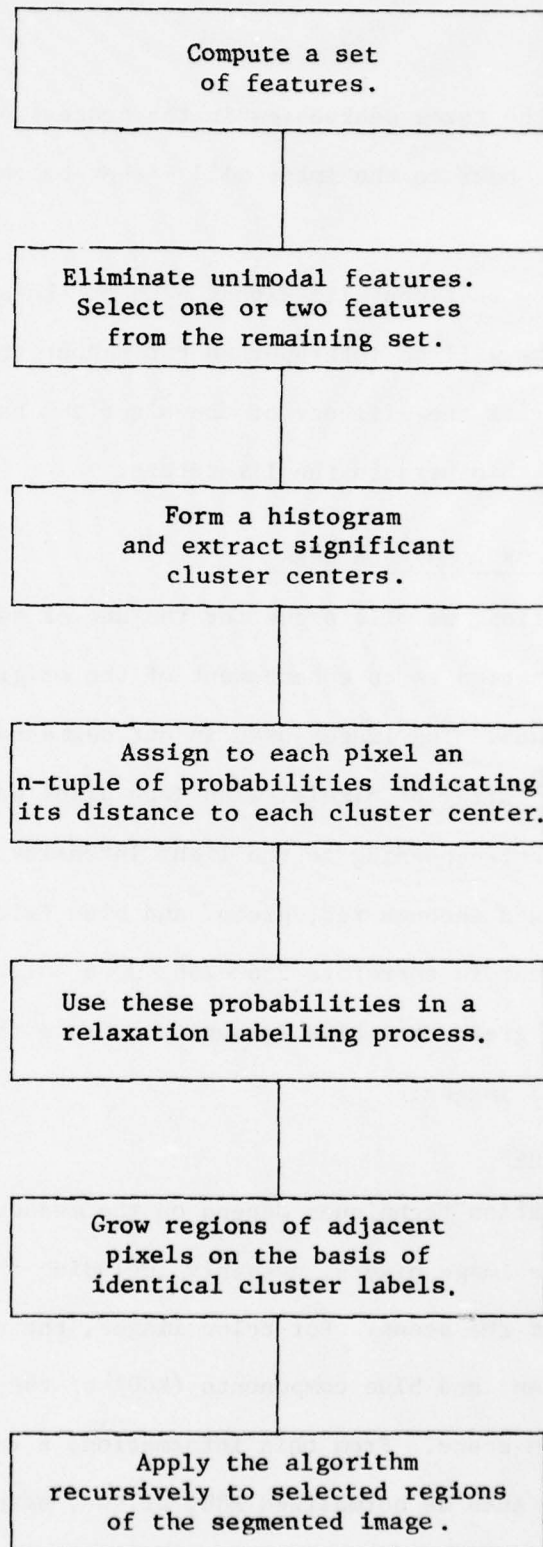 Compute a set
of features.
Eliminate unimodal features.
Select one or two features
from the remaining set.
Form a histogram
and extract significant
cluster centers.
Assign to each pixel an
n-tuple of probabilities indicating
its distance to each cluster center.
Use these probabilities in a
relaxation labelling process.
Grow regions of adjacent
pixels on the basis of
identical cluster labels.
Apply the algorithm
recursively to selected regions
of the segmented image.